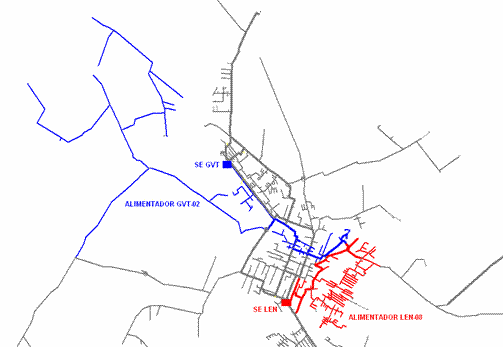 SE GVT
ALIMENTADOR GVT-02
SE LEN
ALIMENTADOR LEN-08